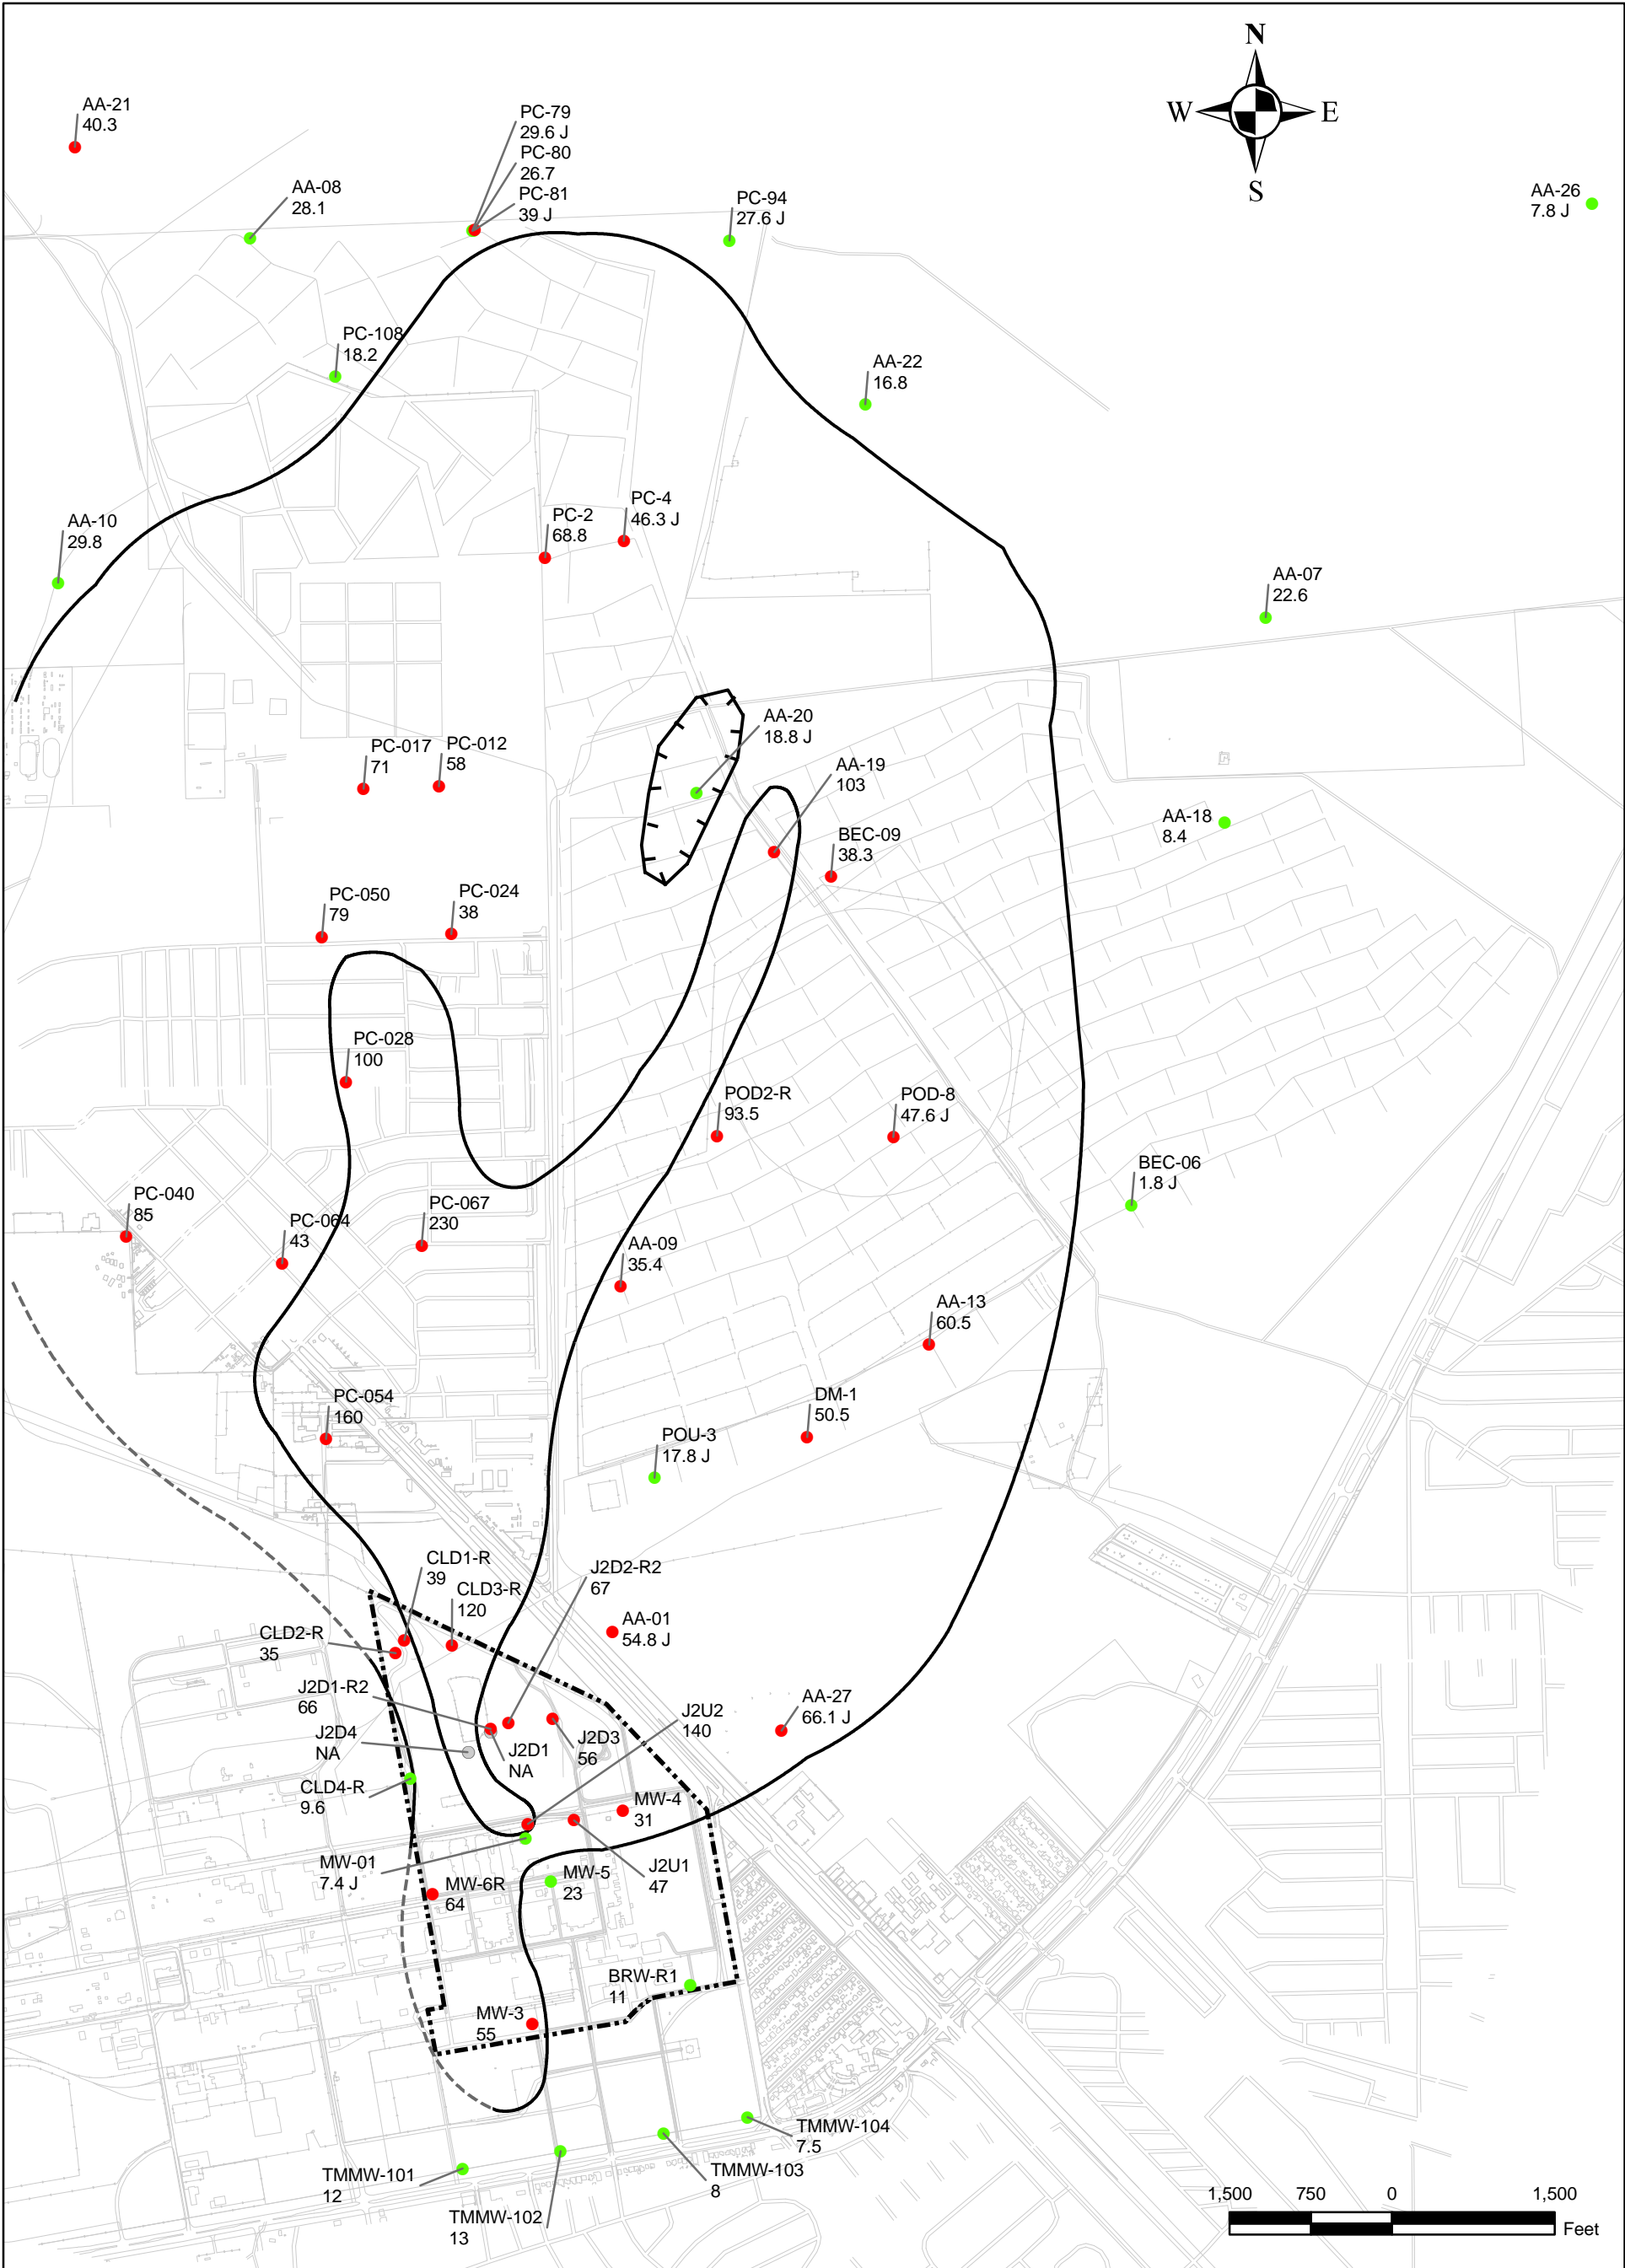 N
W
E
S
AA-21
40.3
PC-79
29.6 J
PC-80
26.7
PC-81
39 J
AA-08
28.1
PC-94
27.6 J
AA-26
7.8 J
PC-108
18.2
AA-22
16.8
PC-4
46.3 J
PC-2
68.8
AA-10
29.8
AA-07
22.6
AA-20
18.8 J
PC-017
71
PC-012
58
AA-19
103
AA-18
8.4
BEC-09
38.3
PC-050
79
PC-024
38
PC-028
100
POD2-R
93.5
POD-8
47.6 J
BEC-06
1.8 J
PC-040
85
PC-064
43
PC-067
230
AA-09
35.4
AA-13
60.5
PC-054
160
DM-1
50.5
POU-3
17.8 J
CLD1-R
39
J2D2-R2
67
CLD3-R
120
CLD2-R
35
AA-01
54.8 J
J2D1-R2
66
J2U2
140
AA-27
66.1 J
J2D4
NA
J2D1
NA
J2D3
56
CLD4-R
9.6
MW-4
31
MW-01
7.4 J
J2U1
47
MW-6R
64
MW-5
23
BRW-R1
11
MW-3
55
TMMW-104
7.5
TMMW-101
12
TMMW-103
8
TMMW-102
13
1,500 750 0 1,500
Feet